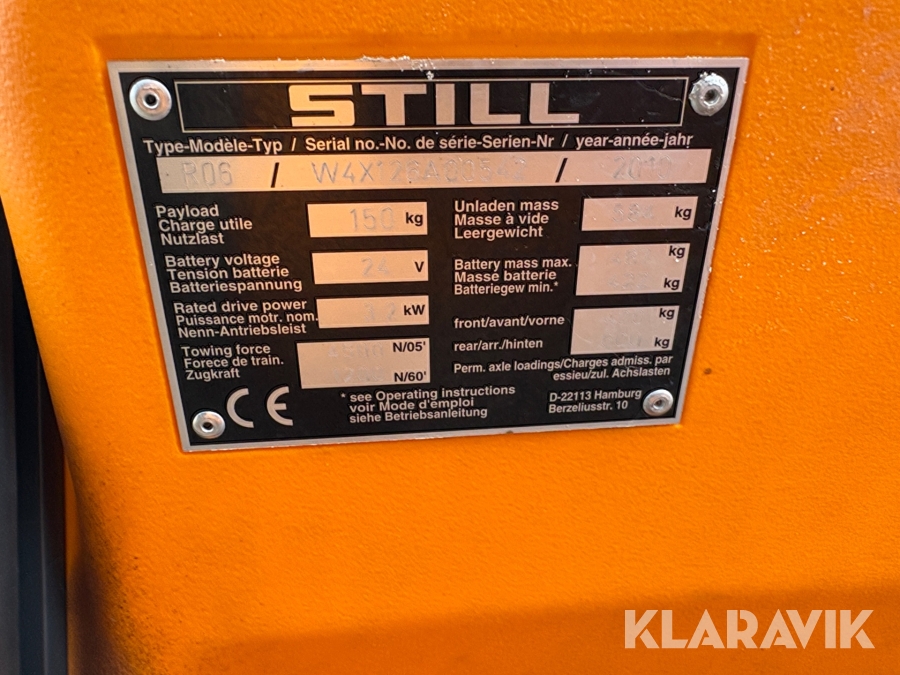 STILL
Type-Modèle-Typ / Serial no.-No. de série-Serien-Nr / year-année-jahr
R06 / /
Payload
Charge utile
Nutzlast
150 kg
Unladen mass
Masse à vide
Leergewicht
kg
Battery voltage
Tension batterie
Batteriespannung
24 V
Battery mass max.
Masse batterie
Batteriegew min.*
kg
kg
Rated drive power
Puissance motr. nom.
Nenn-Antriebsleist
kW
front/avant/vorne
kg
rear/arr./hinten
kg
Towing force
Forece de train.
Zugkraft
N/05'
N/60'
Perm. axle loadings/Charges admiss. par
essieu/zul. Achslasten
CE
* see Operating instructions
voir Mode d'emploi
siehe Betriebsanleitung
D-22113 Hamburg
Berzeliusstr. 10
KLARAVIK